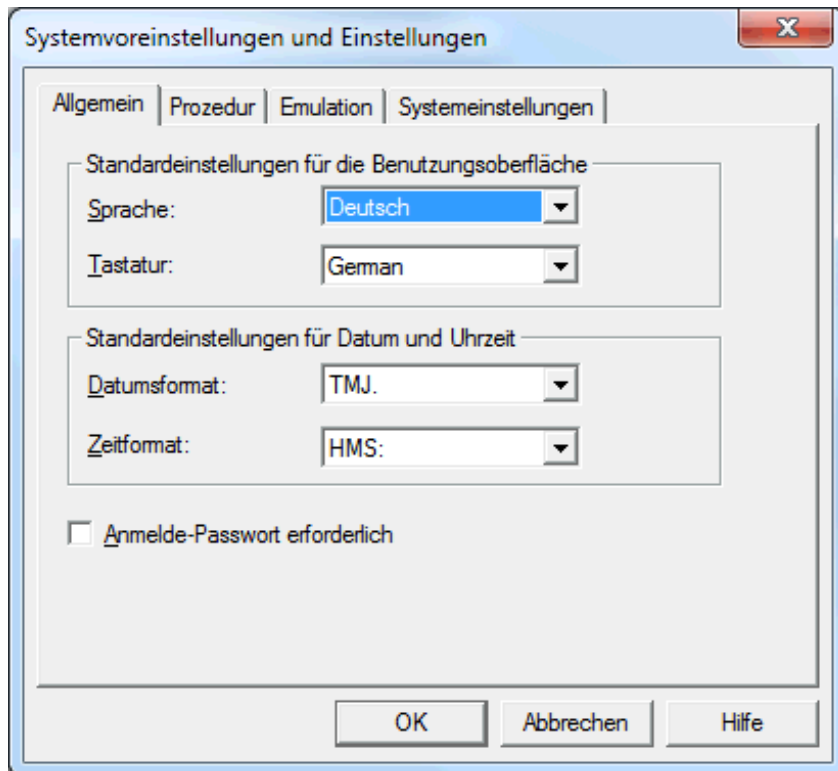 Systemvoreinstellungen und Einstellungen
Allgemein Prozedur Emulation Systemeinstellungen
Standardeinstellungen für die Benutzungsoberfläche
Sprache: Deutsch
Tastatur: German
Standardeinstellungen für Datum und Uhrzeit
Datumsformat: TMJ.
Zeitformat: HMS:
Anmelde-Passwort erforderlich
OK Abbrechen Hilfe